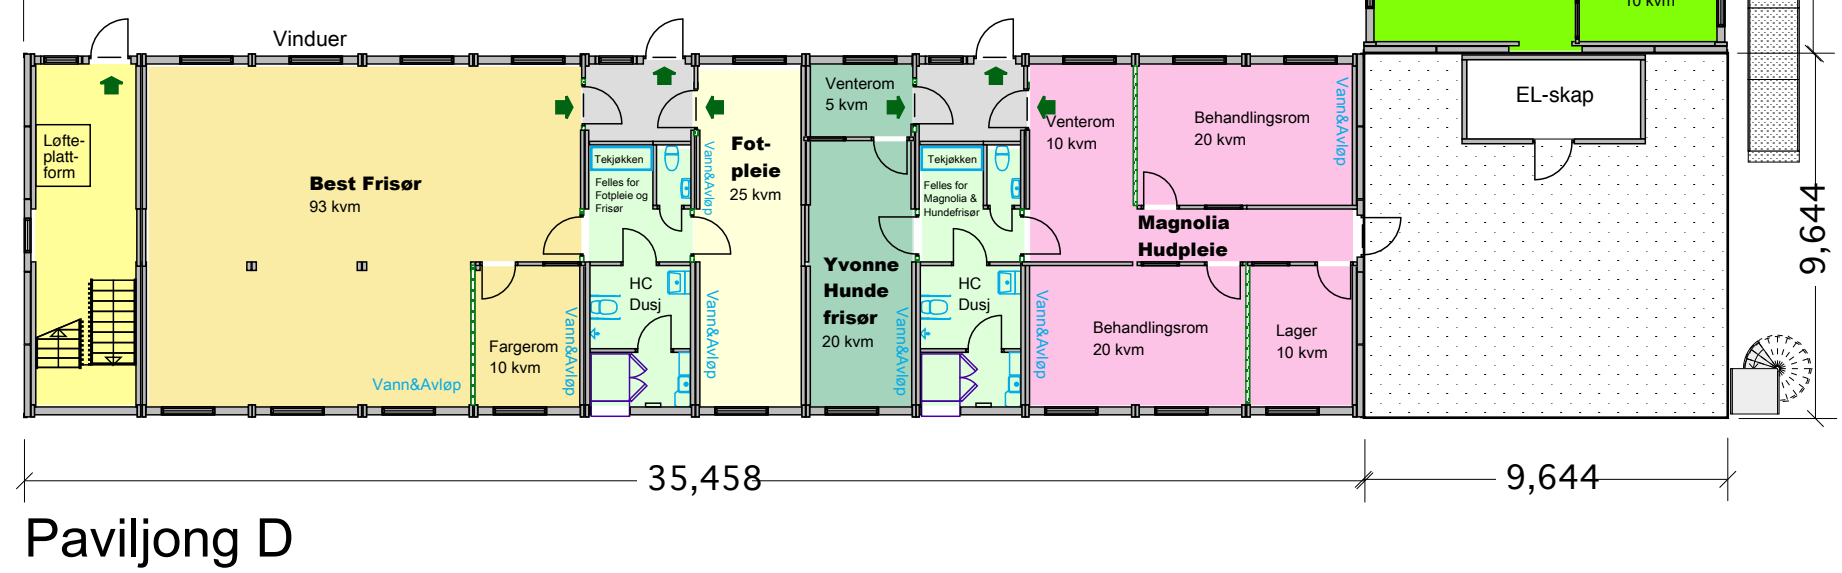 10 kvm
Vinduer
Løfte-
platt-
form
Best Frisør
93 kvm
Vann&Avløp
Fargerom
10 kvm
Vann&Avløp
Tekjøkken
Felles for
Fotpleie og
Frisør
HC
Dusj
Vann&Avløp
Vann&Avløp
Fot-
pleie
25 kvm
Venterom
5 kvm
Yvonne
Hunde
frisør
20 kvm
Vann&Avløp
Tekjøkken
Felles for
Magnolia &
Hundefrisør
HC
Dusj
Venterom
10 kvm
Behandlingsrom
20 kvm
Vann&Avløp
Magnolia
Hudpleie
Vann&Avløp
Behandlingsrom
20 kvm
Lager
10 kvm
EL-skap
9,644
35,458
9,644
Paviljong D